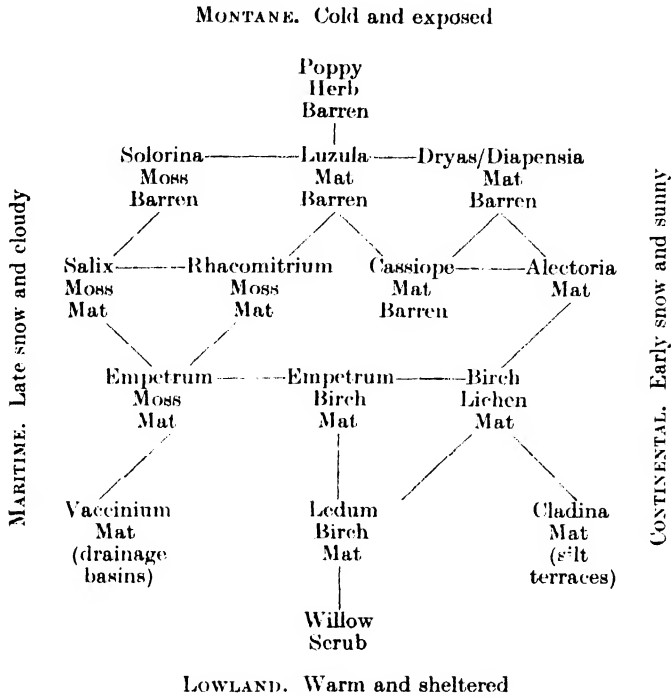 MONTANE. Cold and exposed
Poppy
Herb
Barren
Solorina Luzula Dryas/Diapensia
Moss Mat Mat
Barren Barren Barren
Salix Rhacomitrium Cassiope Alectoria
Moss Moss Mat Mat
Mat Mat Barren
Empetrum Empetrum Birch
Moss Birch Lichen
Mat Mat Mat
Vaccinium Ledum Cladina
Mat Birch Mat
(drainage Mat (silt
basins) terraces)
Willow
Scrub
LOWLAND. Warm and sheltered
MARITIME. Late snow and cloudy
CONTINENTAL. Early snow and sunny